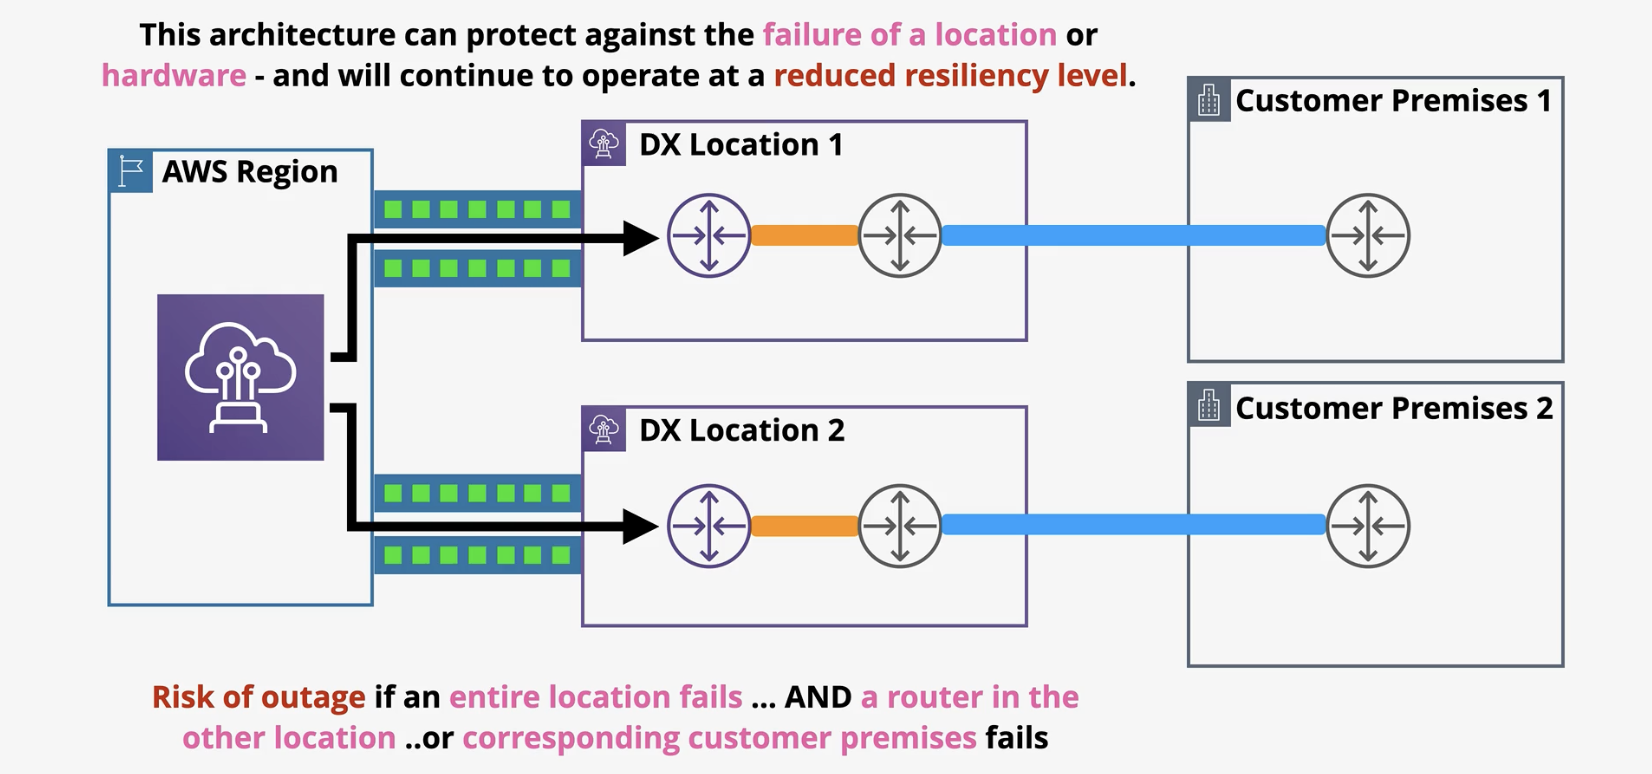 This architecture can protect against the failure of a location or
hardware - and will continue to operate at a reduced resiliency level.
Customer Premises 1
DX Location 1
AWS Region
Customer Premises 2
DX Location 2
Risk of outage if an entire location fails ... AND a router in the
other location ..or corresponding customer premises fails